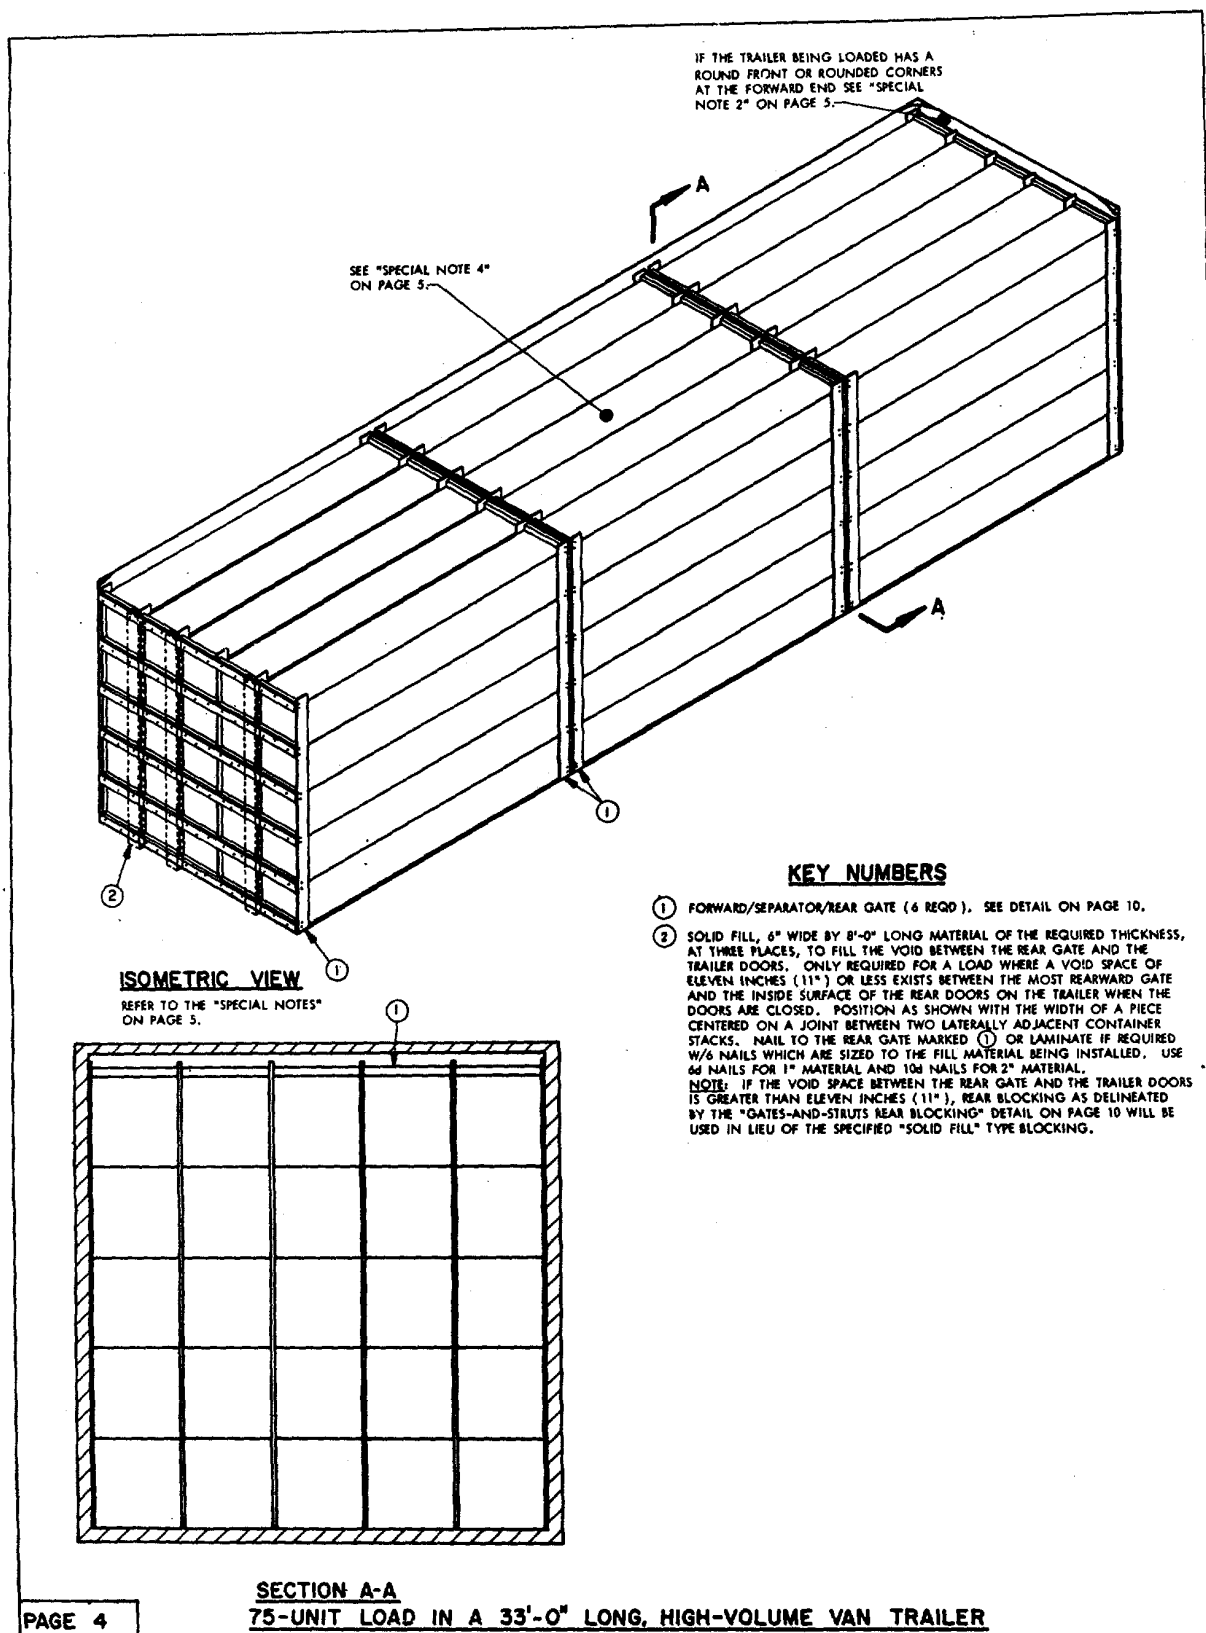 IF THE TRAILER BEING LOADED HAS A
ROUND FRONT OR ROUNDED CORNERS
AT THE FORWARD END SEE "SPECIAL
NOTE 2" ON PAGE 5.
A
SEE "SPECIAL NOTE 4"
ON PAGE 5.
A
1
2
1
KEY NUMBERS
1 FORWARD/SEPARATOR/REAR GATE (6 REQD). SEE DETAIL ON PAGE 10.
2 SOLID FILL, 6" WIDE BY 8'-0" LONG MATERIAL OF THE REQUIRED THICKNESS,
AT THREE PLACES, TO FILL THE VOID BETWEEN THE REAR GATE AND THE
TRAILER DOORS. ONLY REQUIRED FOR A LOAD WHERE A VOID SPACE OF
ELEVEN INCHES (11") OR LESS EXISTS BETWEEN THE MOST REARWARD GATE
AND THE INSIDE SURFACE OF THE REAR DOORS ON THE TRAILER WHEN THE
DOORS ARE CLOSED. POSITION AS SHOWN WITH THE WIDTH OF A PIECE
CENTERED ON A JOINT BETWEEN TWO LATERALLY ADJACENT CONTAINER
STACKS. NAIL TO THE REAR GATE MARKED 1 OR LAMINATE IF REQUIRED
W/6 NAILS WHICH ARE SIZED TO THE FILL MATERIAL BEING INSTALLED. USE
6d NAILS FOR 1" MATERIAL AND 10d NAILS FOR 2" MATERIAL.
NOTE: IF THE VOID SPACE BETWEEN THE REAR GATE AND THE TRAILER DOORS
IS GREATER THAN ELEVEN INCHES (11"), REAR BLOCKING AS DELINEATED
BY THE "GATES-AND-STRUTS REAR BLOCKING" DETAIL ON PAGE 10 WILL BE
USED IN LIEU OF THE SPECIFIED "SOLID FILL" TYPE BLOCKING.
ISOMETRIC VIEW
REFER TO THE "SPECIAL NOTES"
ON PAGE 5.
1
SECTION A-A
75-UNIT LOAD IN A 33'-0" LONG, HIGH-VOLUME VAN TRAILER
PAGE 4